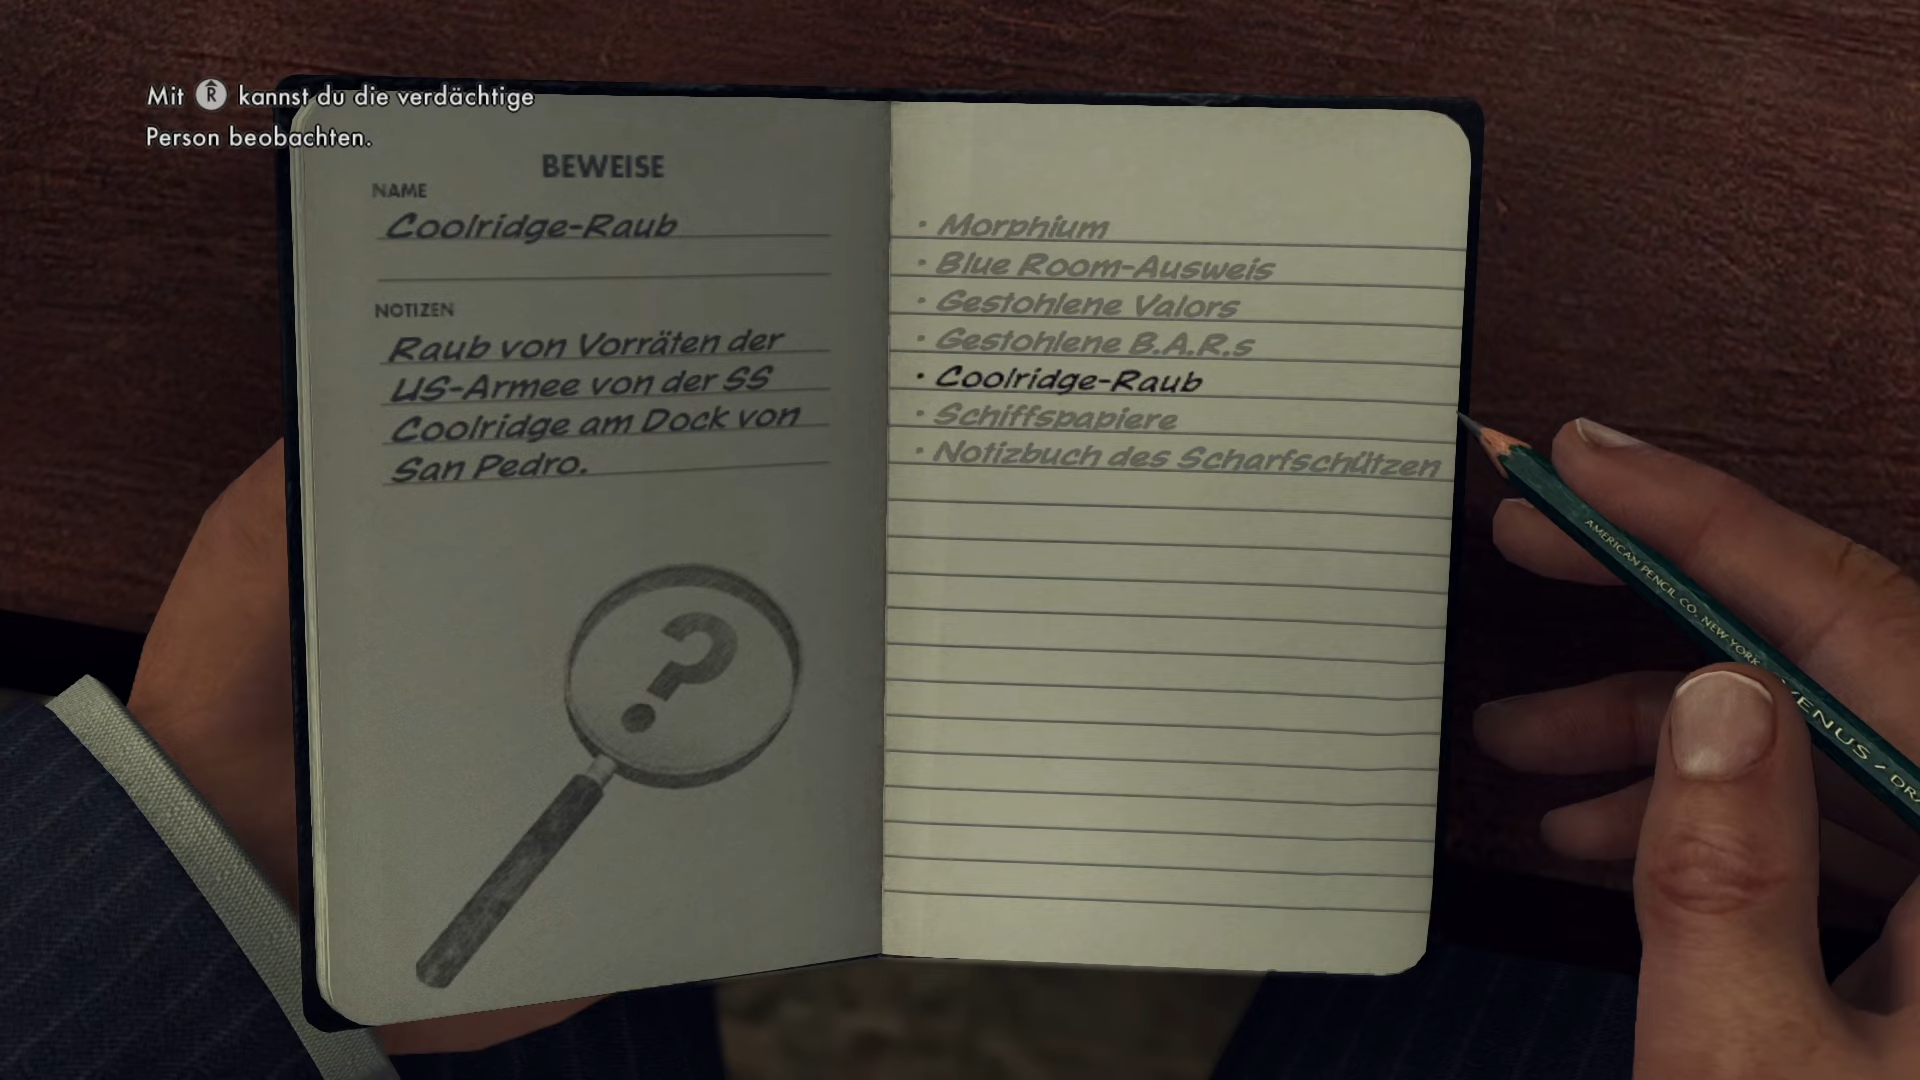 Mit R kannst du die verdächtige
Person beobachten.
BEWEISE
NAME
Coolridge-Raub
NOTIZEN
Raub von Vorräten der
US-Armee von der SS
Coolridge am Dock von
San Pedro.
?
• Morphium
• Blue Room-Ausweis
• Gestohlene Valors
• Gestohlene B.A.R.s
• Coolridge-Raub
• Schiffspapiere
• Notizbuch des Scharfschützen
AMERICAN PENCIL CO. NEW YORK
VENUS / DRA